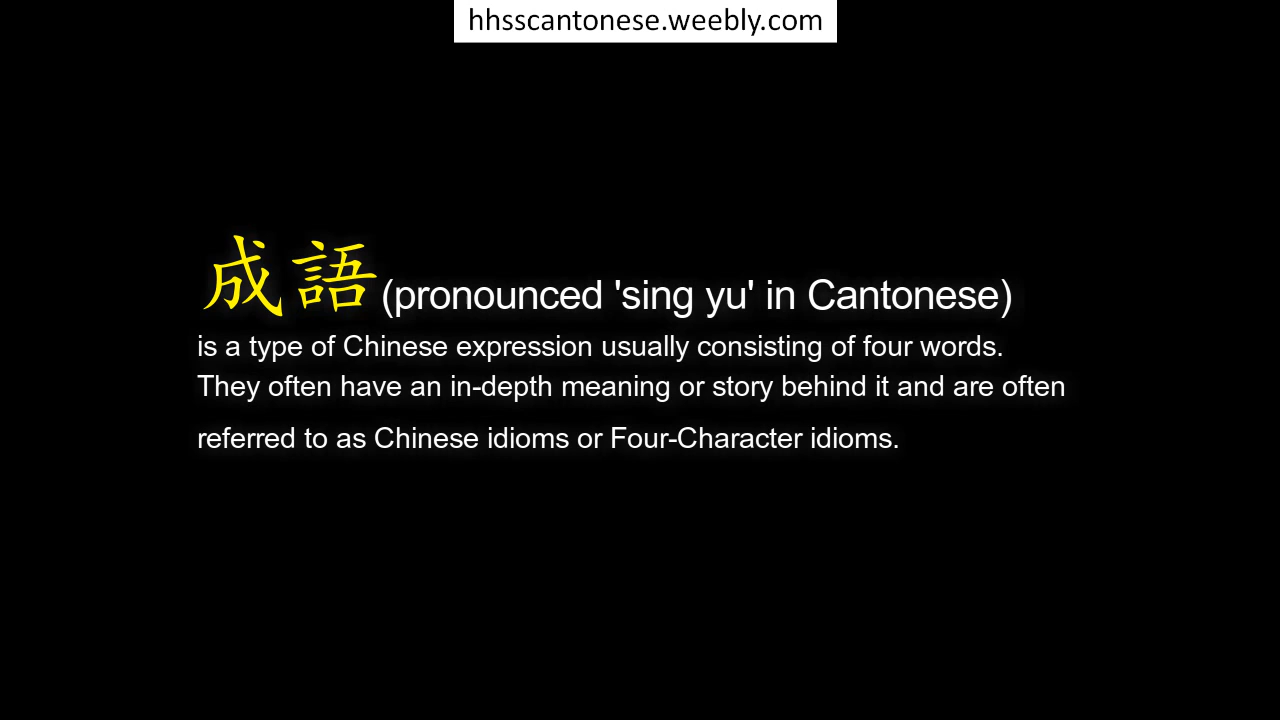 hhsscantonese.weebly.com
成語(pronounced 'sing yu' in Cantonese)
is a type of Chinese expression usually consisting of four words.
They often have an in-depth meaning or story behind it and are often
referred to as Chinese idioms or Four-Character idioms.